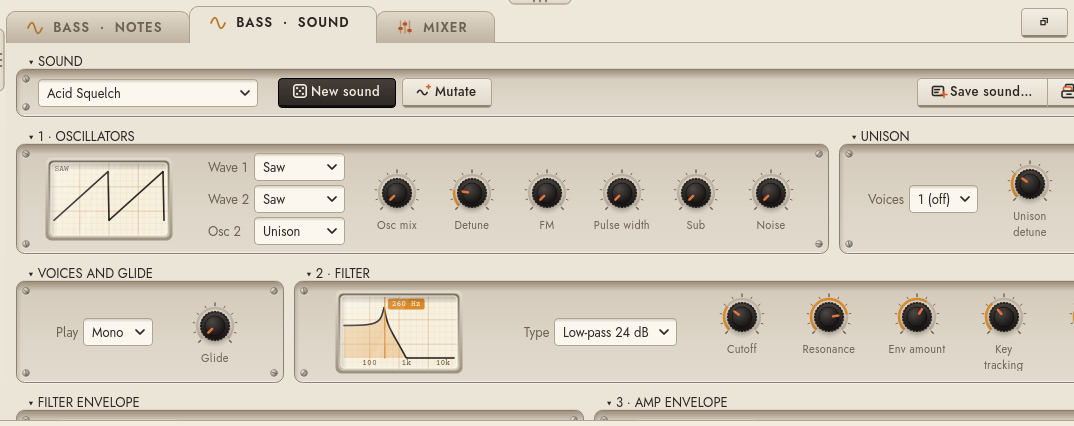 BASS · NOTES
BASS · SOUND
MIXER
SOUND
Acid Squelch
New sound
Mutate
Save sound...
1 · OSCILLATORS
UNISON
SAW
Wave 1
Saw
Wave 2
Saw
Osc 2
Unison
Osc mix
Detune
FM
Pulse width
Sub
Noise
Voices
1 (off)
Unison
detune
VOICES AND GLIDE
2 · FILTER
Play
Mono
Glide
260 Hz
100
1k
10k
Type
Low-pass 24 dB
Cutoff
Resonance
Env amount
Key
tracking
FILTER ENVELOPE
3 · AMP ENVELOPE